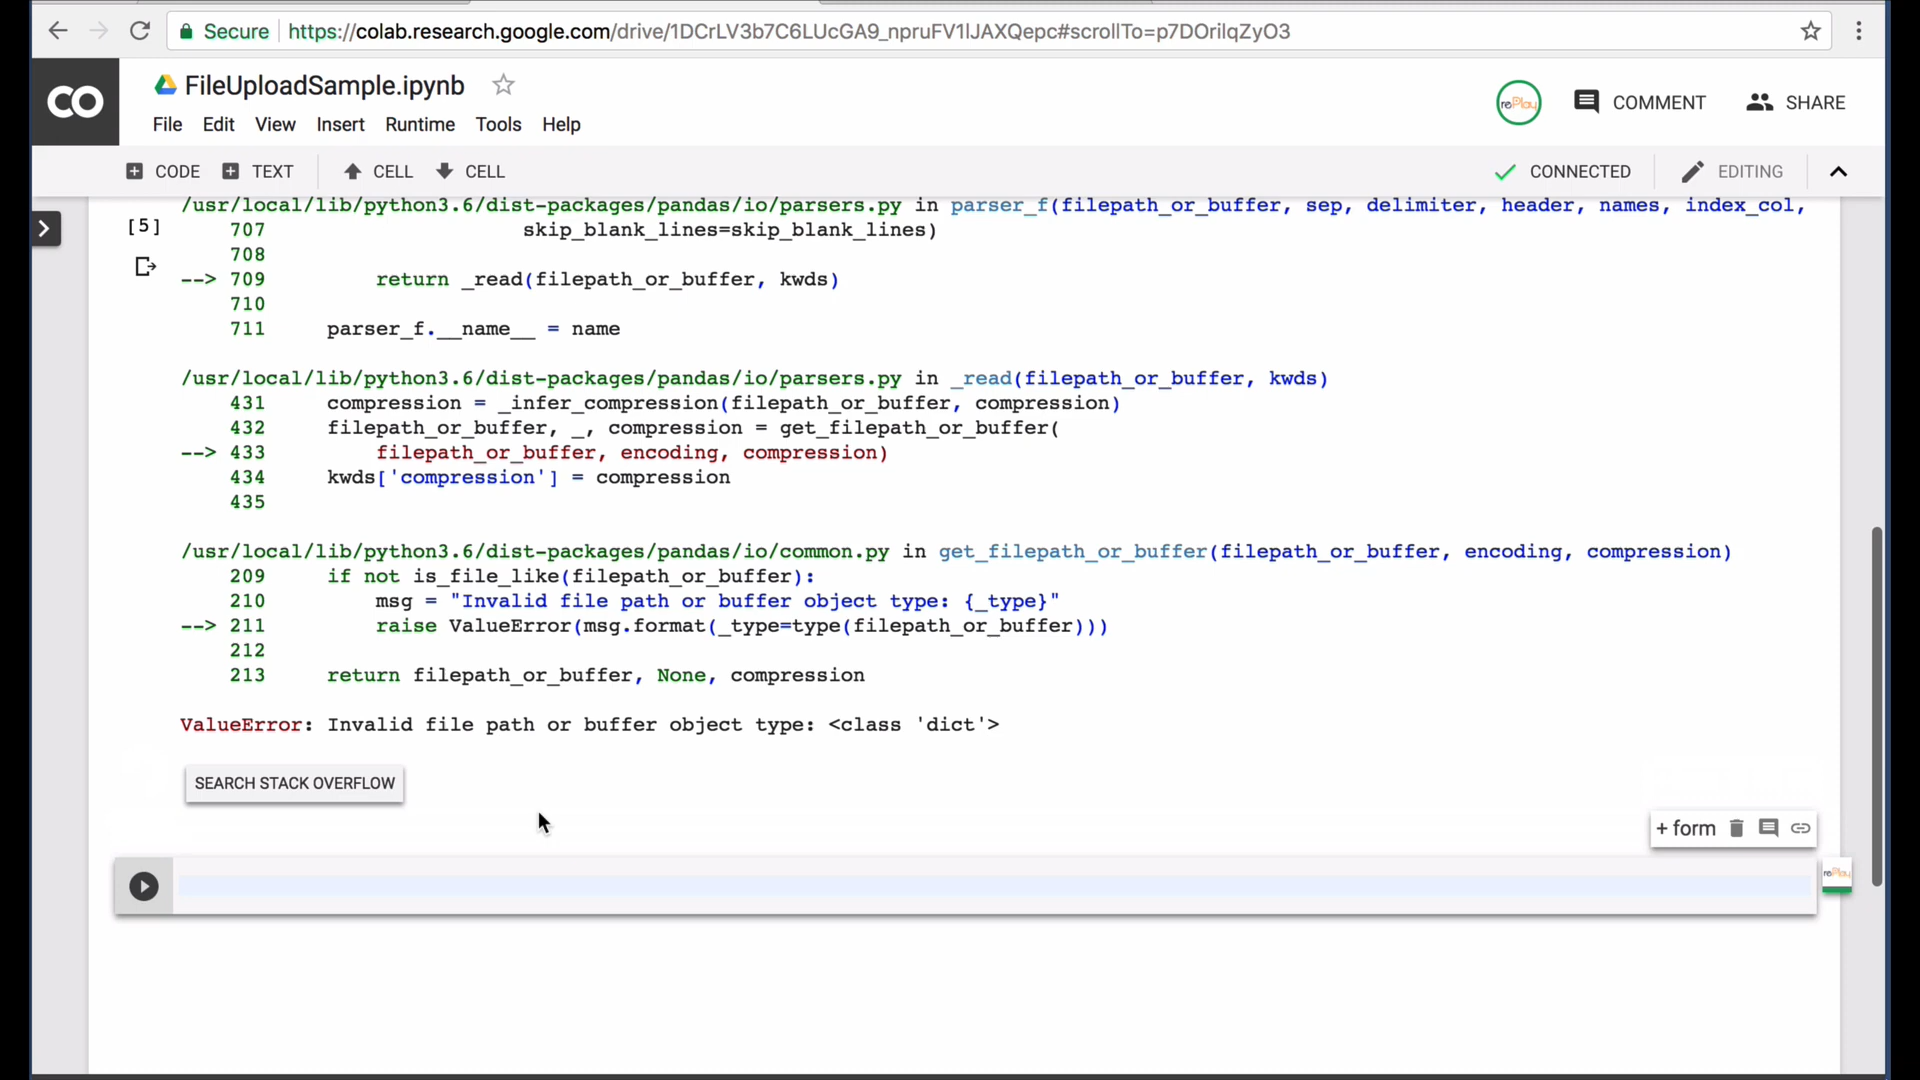 Secure https://colab.research.google.com/drive/1DCrLV3b7C6LUcGA9_npruFV1lJAXQepc#scrollTo=p7DOrilqZyO3
CO FileUploadSample.ipynb
rePlay COMMENT SHARE
File Edit View Insert Runtime Tools Help
CODE TEXT CELL CELL CONNECTED EDITING
/usr/local/lib/python3.6/dist-packages/pandas/io/parsers.py in parser_f(filepath_or_buffer, sep, delimiter, header, names, index_col,
[5] 707 skip_blank_lines=skip_blank_lines)
708
--> 709 return _read(filepath_or_buffer, kwds)
710
711 parser_f.__name__ = name
/usr/local/lib/python3.6/dist-packages/pandas/io/parsers.py in _read(filepath_or_buffer, kwds)
431 compression = _infer_compression(filepath_or_buffer, compression)
432 filepath_or_buffer, _, compression = get_filepath_or_buffer(
--> 433 filepath_or_buffer, encoding, compression)
434 kwds['compression'] = compression
435
/usr/local/lib/python3.6/dist-packages/pandas/io/common.py in get_filepath_or_buffer(filepath_or_buffer, encoding, compression)
209 if not is_file_like(filepath_or_buffer):
210 msg = "Invalid file path or buffer object type: {_type}"
--> 211 raise ValueError(msg.format(_type=type(filepath_or_buffer)))
212
213 return filepath_or_buffer, None, compression
ValueError: Invalid file path or buffer object type: <class 'dict'>
SEARCH STACK OVERFLOW
+ form
rePlay